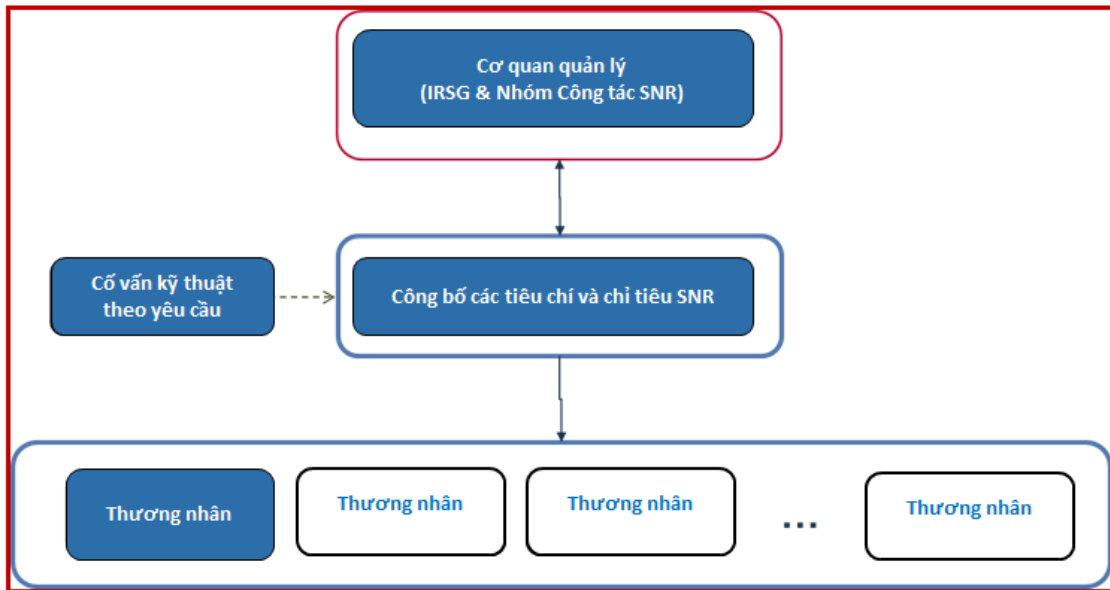 Cơ quan quản lý
(IRSG & Nhóm Công tác SNR)
Cố vấn kỹ thuật
theo yêu cầu
Công bố các tiêu chí và chỉ tiêu SNR
Thương nhân
Thương nhân
Thương nhân
...
Thương nhân